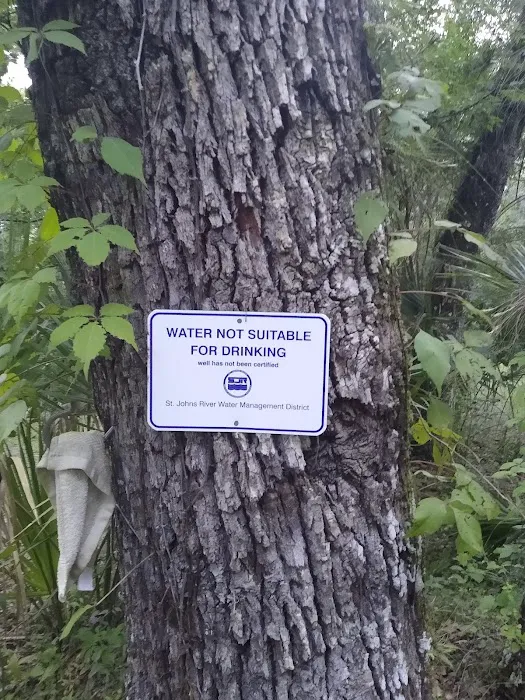 WATER NOT SUITABLE
FOR DRINKING
well has not been certified
St. Johns River Water Management District